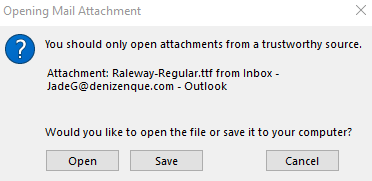 Opening Mail Attachment
You should only open attachments from a trustworthy source.
Attachment: Raleway-Regular.ttf from Inbox -
JadeG@denizenque.com - Outlook
Would you like to open the file or save it to your computer?
Open Save Cancel